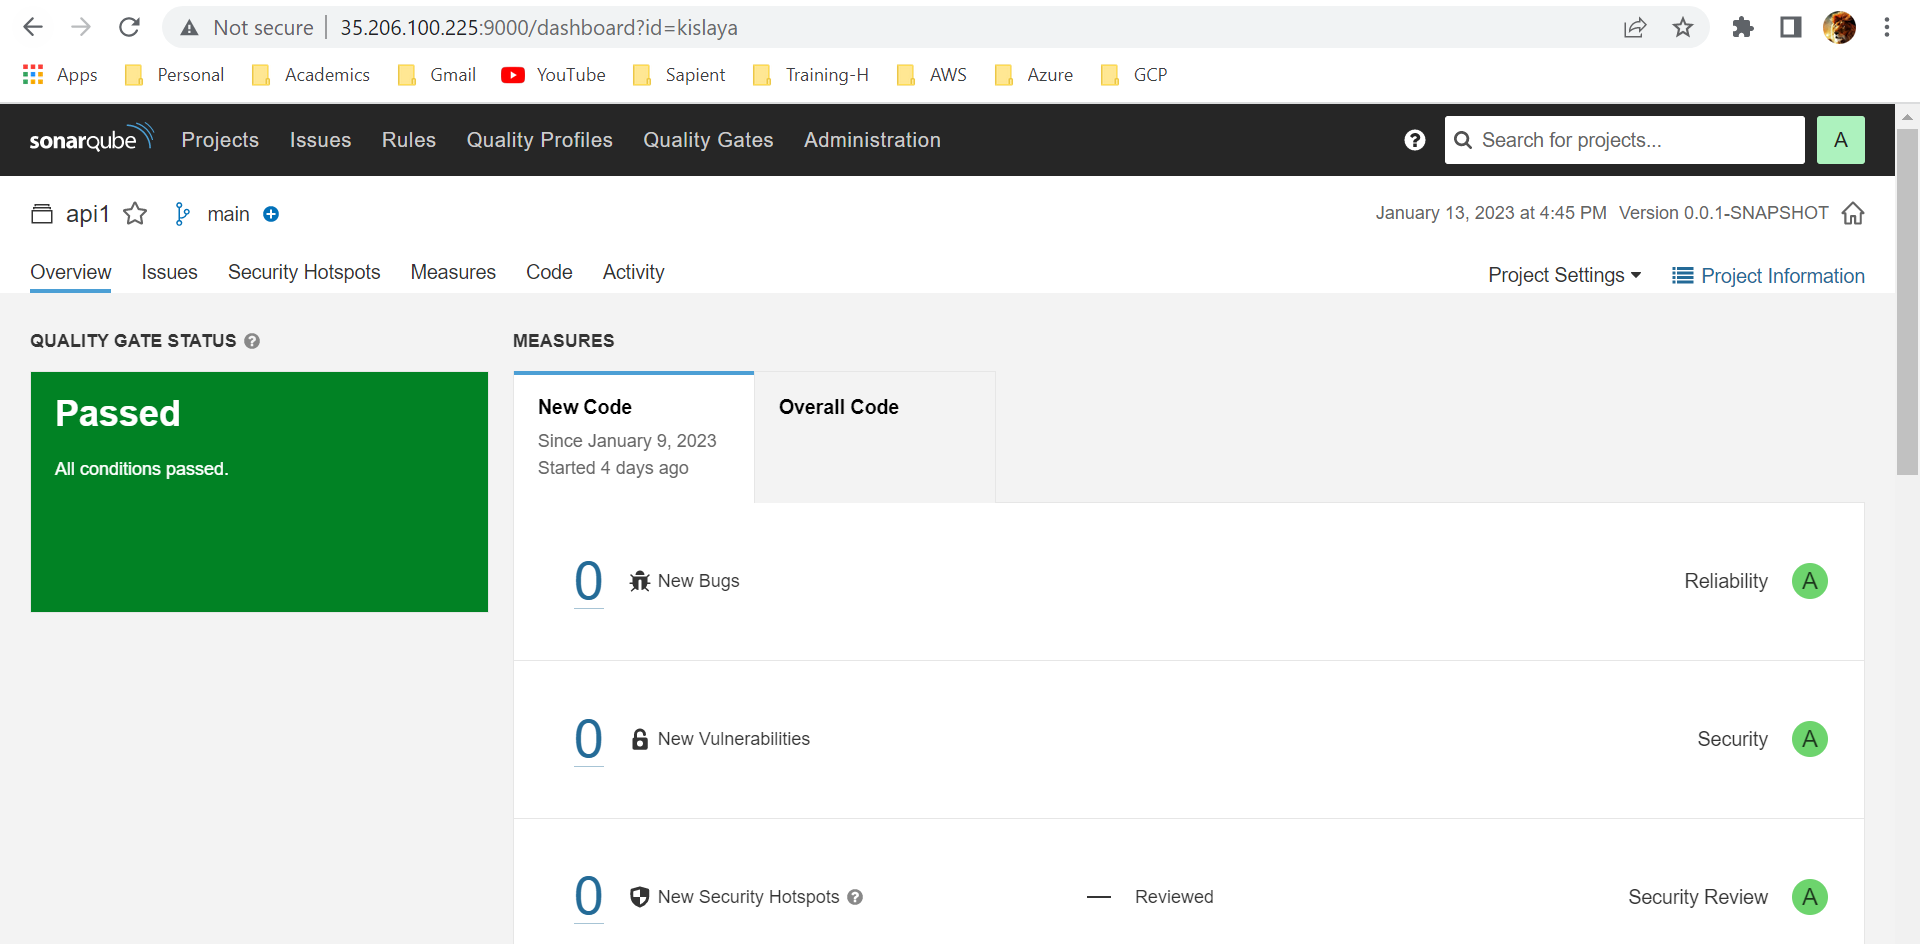 Not secure | 35.206.100.225:9000/dashboard?id=kislaya
Apps Personal Academics Gmail YouTube Sapient Training-H AWS Azure GCP
sonarqube Projects Issues Rules Quality Profiles Quality Gates Administration ? Search for projects... A
api1 main January 13, 2023 at 4:45 PM Version 0.0.1-SNAPSHOT
Overview Issues Security Hotspots Measures Code Activity Project Settings Project Information
QUALITY GATE STATUS ? MEASURES
Passed
All conditions passed.
New Code Overall Code
Since January 9, 2023
Started 4 days ago
0 New Bugs Reliability A
0 New Vulnerabilities Security A
0 New Security Hotspots ? — Reviewed Security Review A